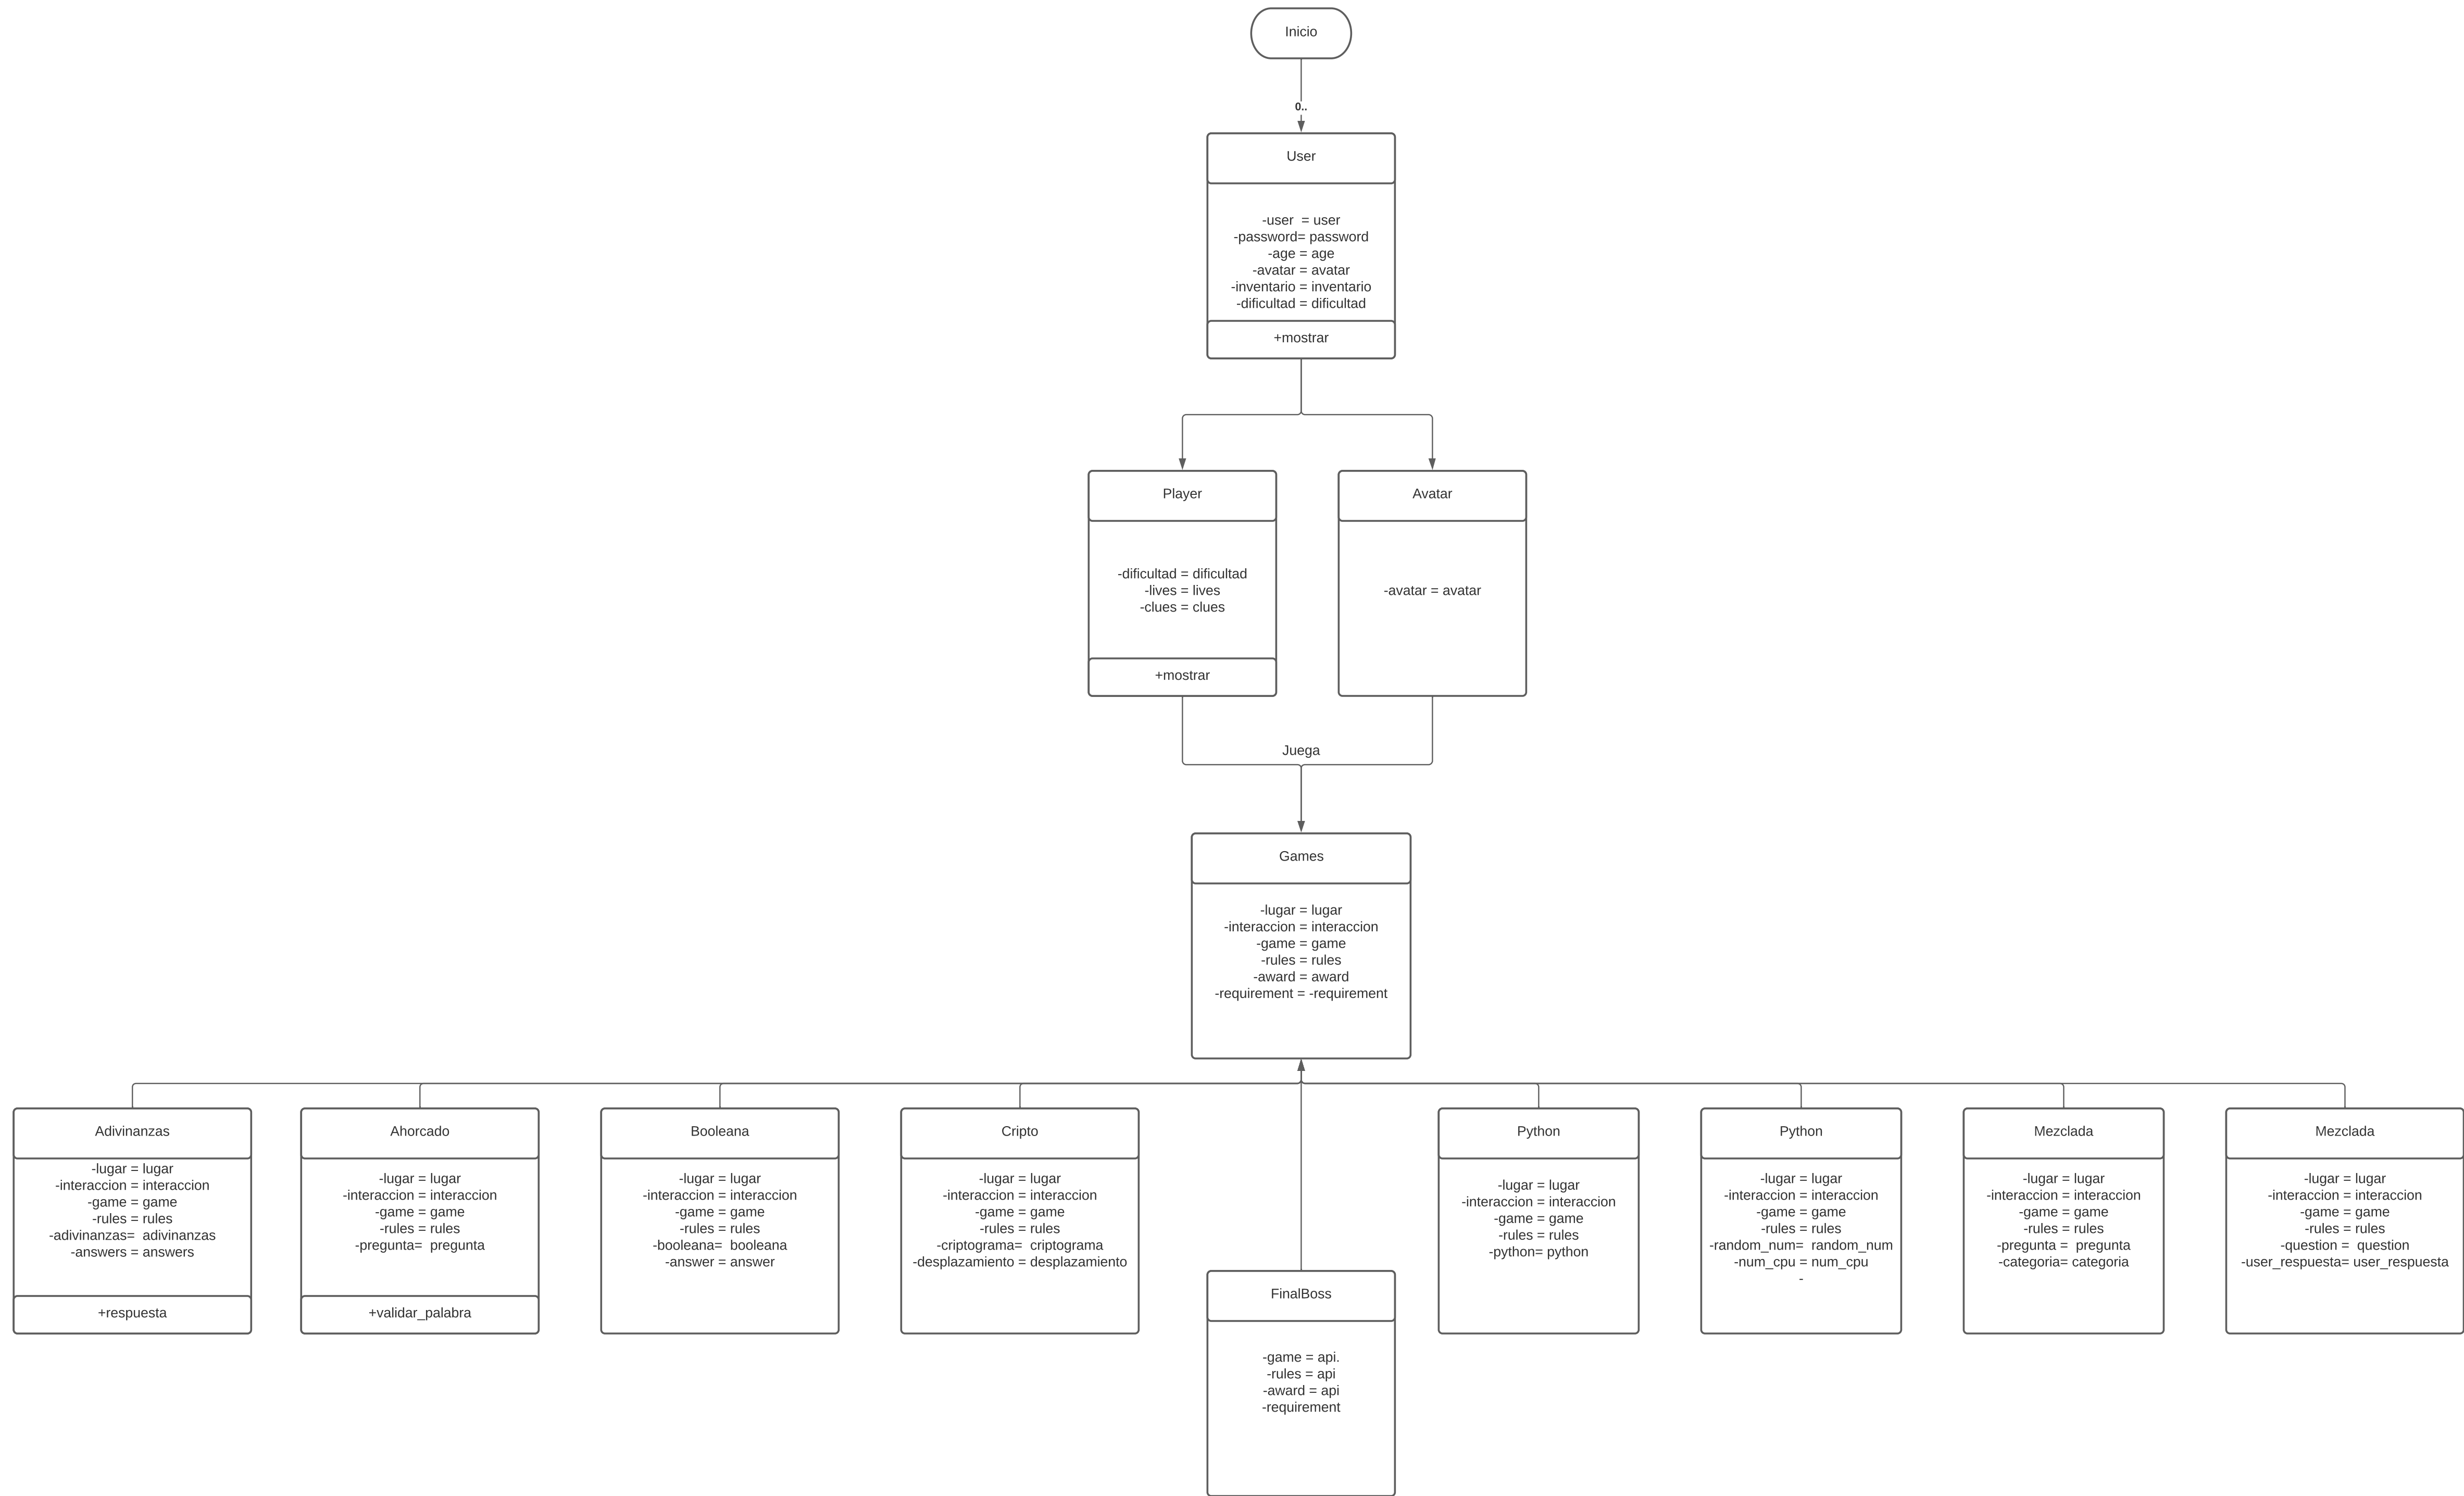 Inicio
0..
User
-user  = user
-password= password
-age = age
-avatar = avatar
-inventario = inventario
-dificultad = dificultad
+mostrar
Player
-dificultad = dificultad
-lives = lives
-clues = clues
+mostrar
Avatar
-avatar = avatar
Juega
Games
-lugar = lugar
-interaccion = interaccion
-game = game
-rules = rules
-award = award
-requirement = -requirement
Adivinanzas
-lugar = lugar
-interaccion = interaccion
-game = game
-rules = rules
-adivinanzas=  adivinanzas
-answers = answers
+respuesta
Ahorcado
-lugar = lugar
-interaccion = interaccion
-game = game
-rules = rules
-pregunta=  pregunta
+validar_palabra
Booleana
-lugar = lugar
-interaccion = interaccion
-game = game
-rules = rules
-booleana=  booleana
-answer = answer
Cripto
-lugar = lugar
-interaccion = interaccion
-game = game
-rules = rules
-criptograma=  criptograma
-desplazamiento = desplazamiento
FinalBoss
-game = api.
-rules = api
-award = api
-requirement
Python
-lugar = lugar
-interaccion = interaccion
-game = game
-rules = rules
-python= python
Python
-lugar = lugar
-interaccion = interaccion
-game = game
-rules = rules
-random_num=  random_num
-num_cpu = num_cpu
-
Mezclada
-lugar = lugar
-interaccion = interaccion
-game = game
-rules = rules
-pregunta =  pregunta
-categoria= categoria
Mezclada
-lugar = lugar
-interaccion = interaccion
-game = game
-rules = rules
-question =  question
-user_respuesta= user_respuesta